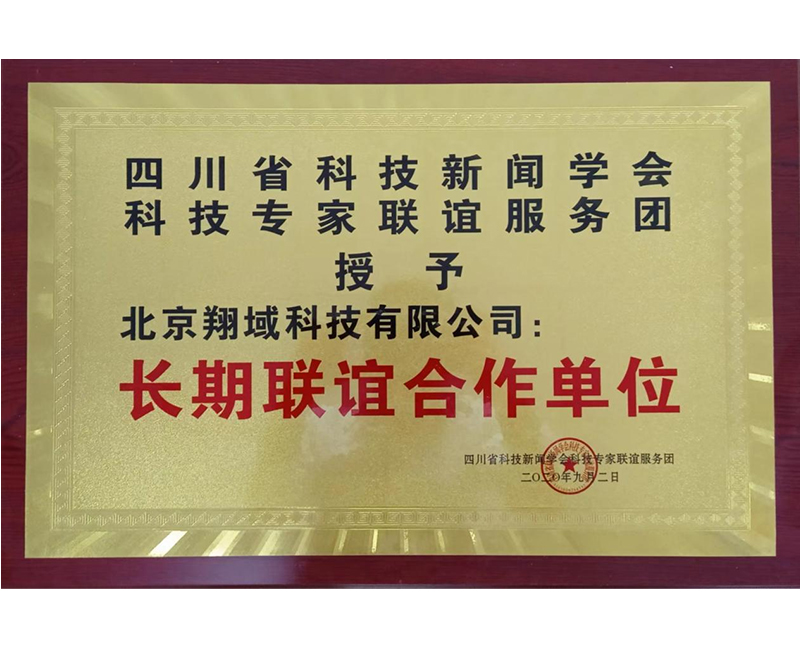 四川省科技新闻学会
科技专家联谊服务团
授予
北京翔域科技有限公司：
长期联谊合作单位
四川省科技新闻学会科技专家联谊服务团
二〇二〇年九月二日